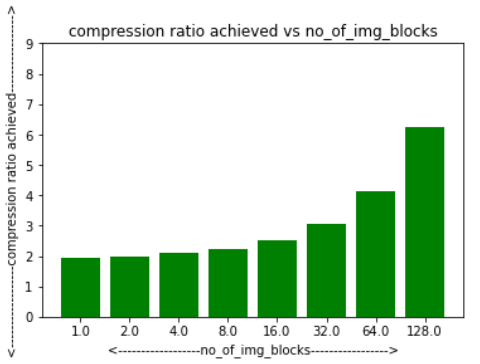 compression ratio achieved vs no_of_img_blocks
<--------------------compression ratio achieved-------------------->
9
8
7
6
5
4
3
2
1
0
1.0 2.0 4.0 8.0 16.0 32.0 64.0 128.0
<-----------------no_of_img_blocks---------------->